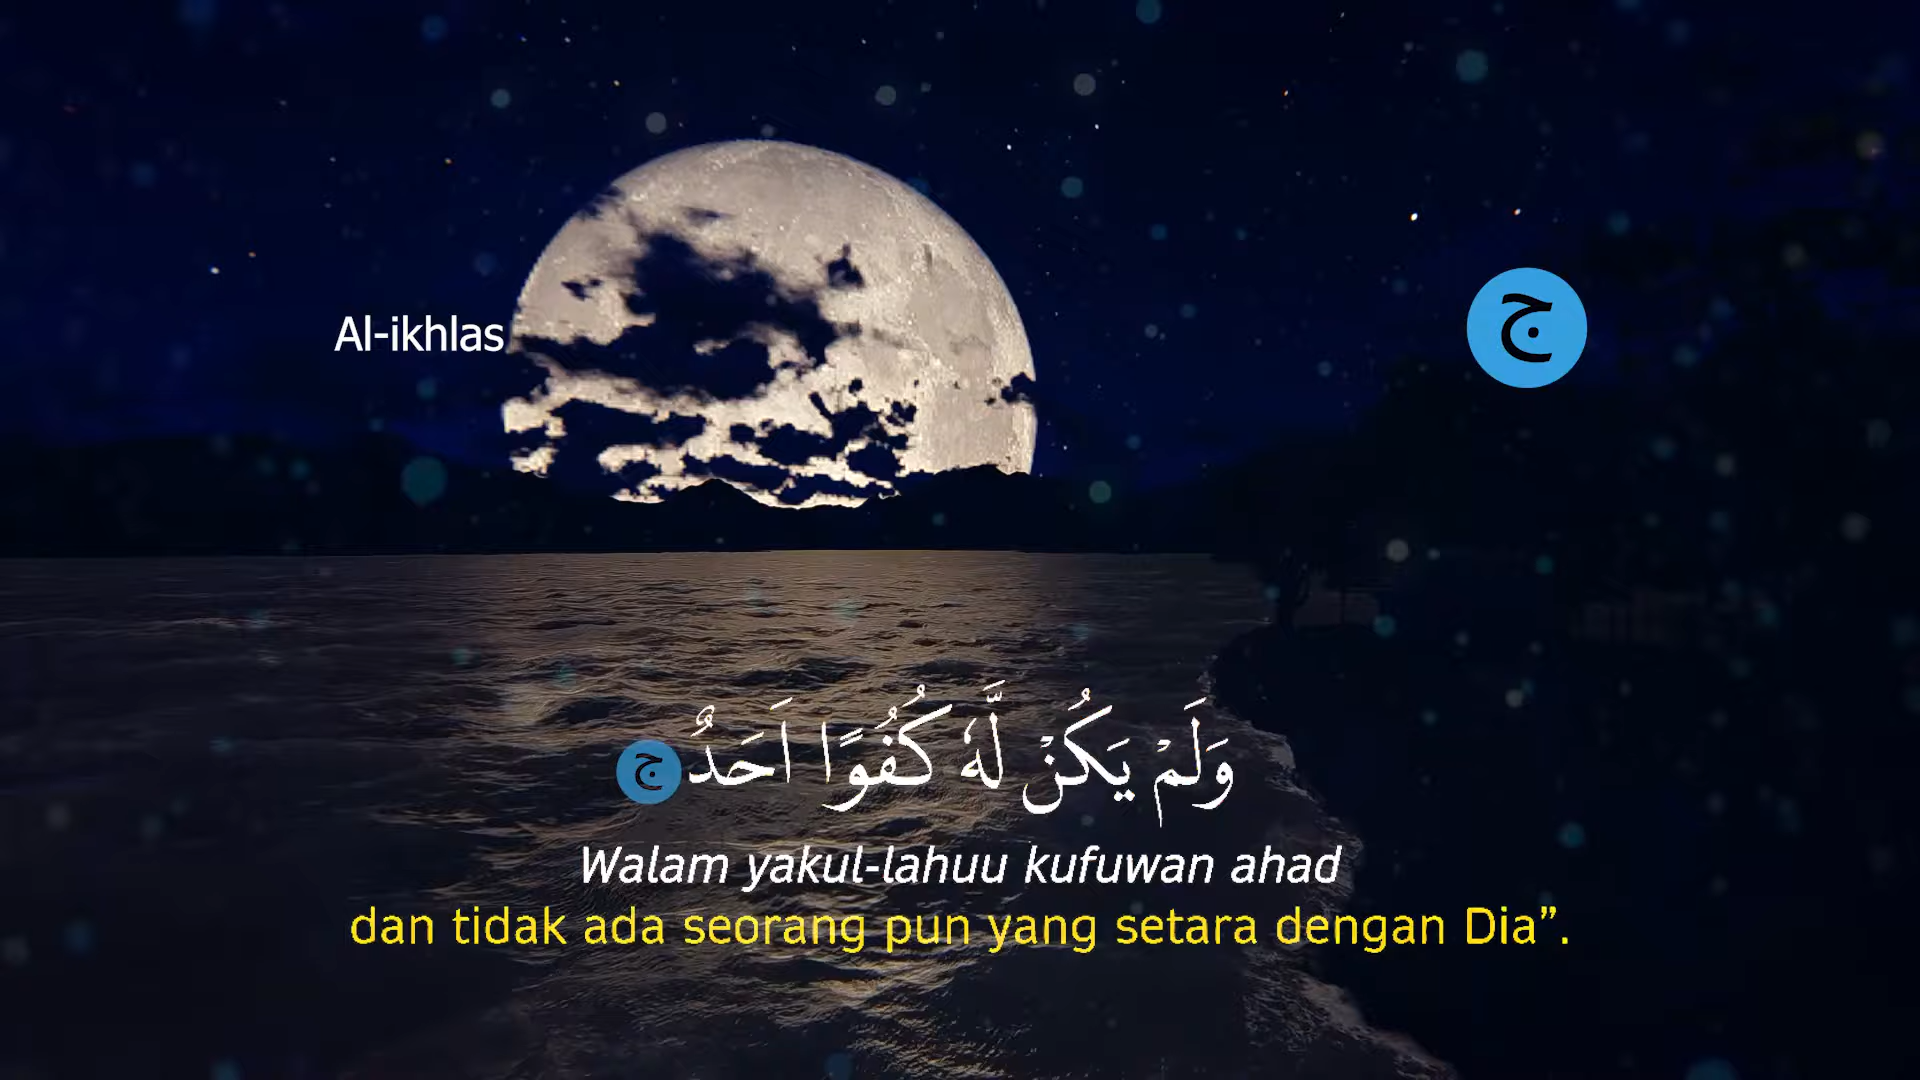 Al-ikhlas
ج
وَلَمْ يَكُنْ لَّهٗ كُفُوًا اَحَدٌ ج
Walam yakul-lahuu kufuwan ahad
dan tidak ada seorang pun yang setara dengan Dia”.